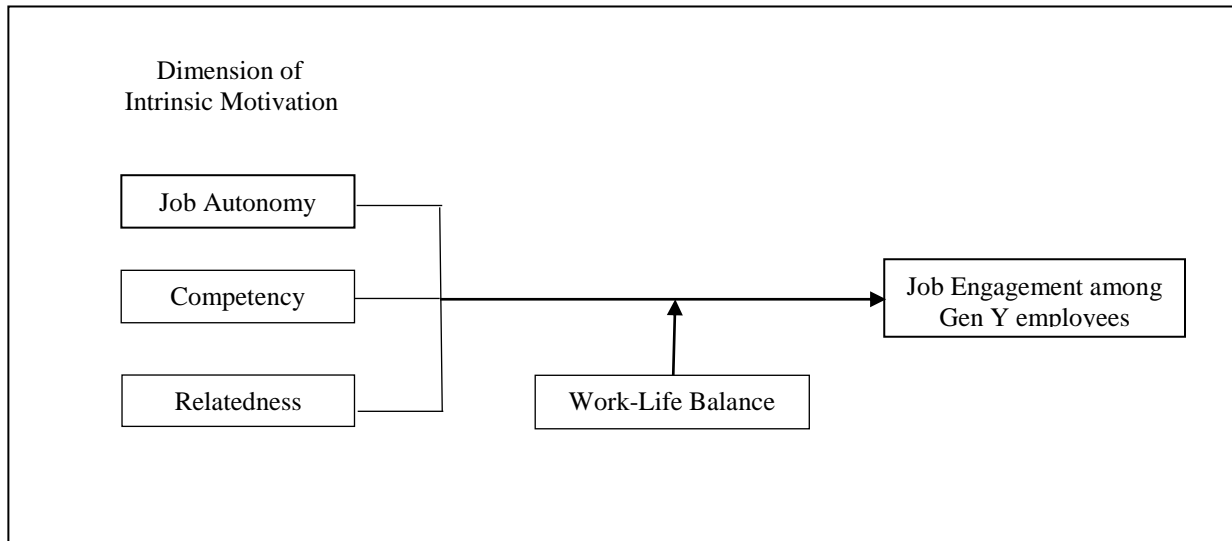 Dimension of
Intrinsic Motivation
Job Autonomy
Competency
Relatedness
Work-Life Balance
Job Engagement among
Gen Y employees